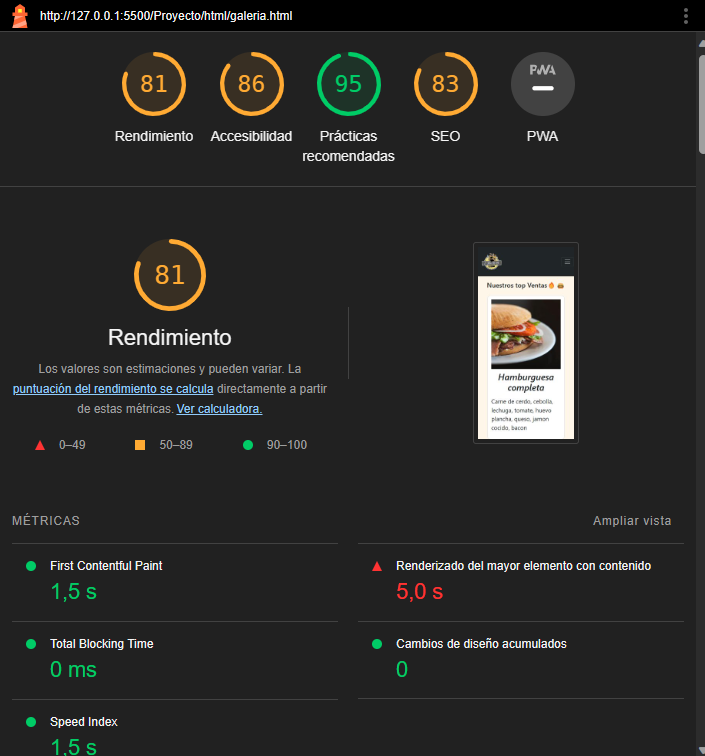 http://127.0.0.1:5500/Proyecto/html/galeria.html
81 86 95 83 PWA
Rendimiento Accesibilidad Prácticas recomendadas SEO PWA
81
Rendimiento
Los valores son estimaciones y pueden variar. La
puntuación del rendimiento se calcula directamente a partir
de estas métricas. Ver calculadora.
0–49 50–89 90–100
Nuestros top Ventas🔥 🍔
Hamburguesa
completa
Carne de cerdo, cebolla,
lechuga, tomate, huevo
plancha, queso, jamon
cocido, bacon
MÉTRICAS
Ampliar vista
First Contentful Paint
1,5 s
Renderizado del mayor elemento con contenido
5,0 s
Total Blocking Time
0 ms
Cambios de diseño acumulados
0
Speed Index
1,5 s